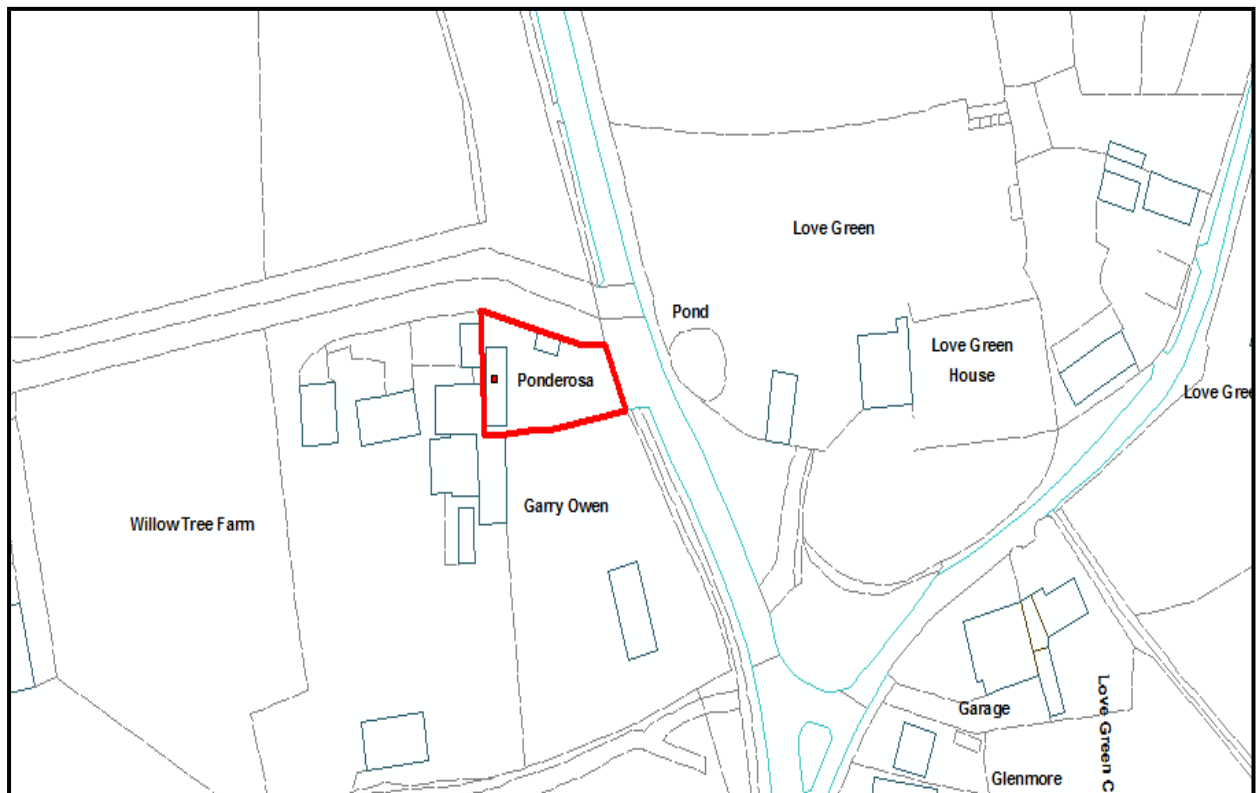 Love Green
Pond
Love Green
House
Ponderosa
Love Gree
Garry Owen
Willow Tree Farm
Love Green C
Garage
Glenmore